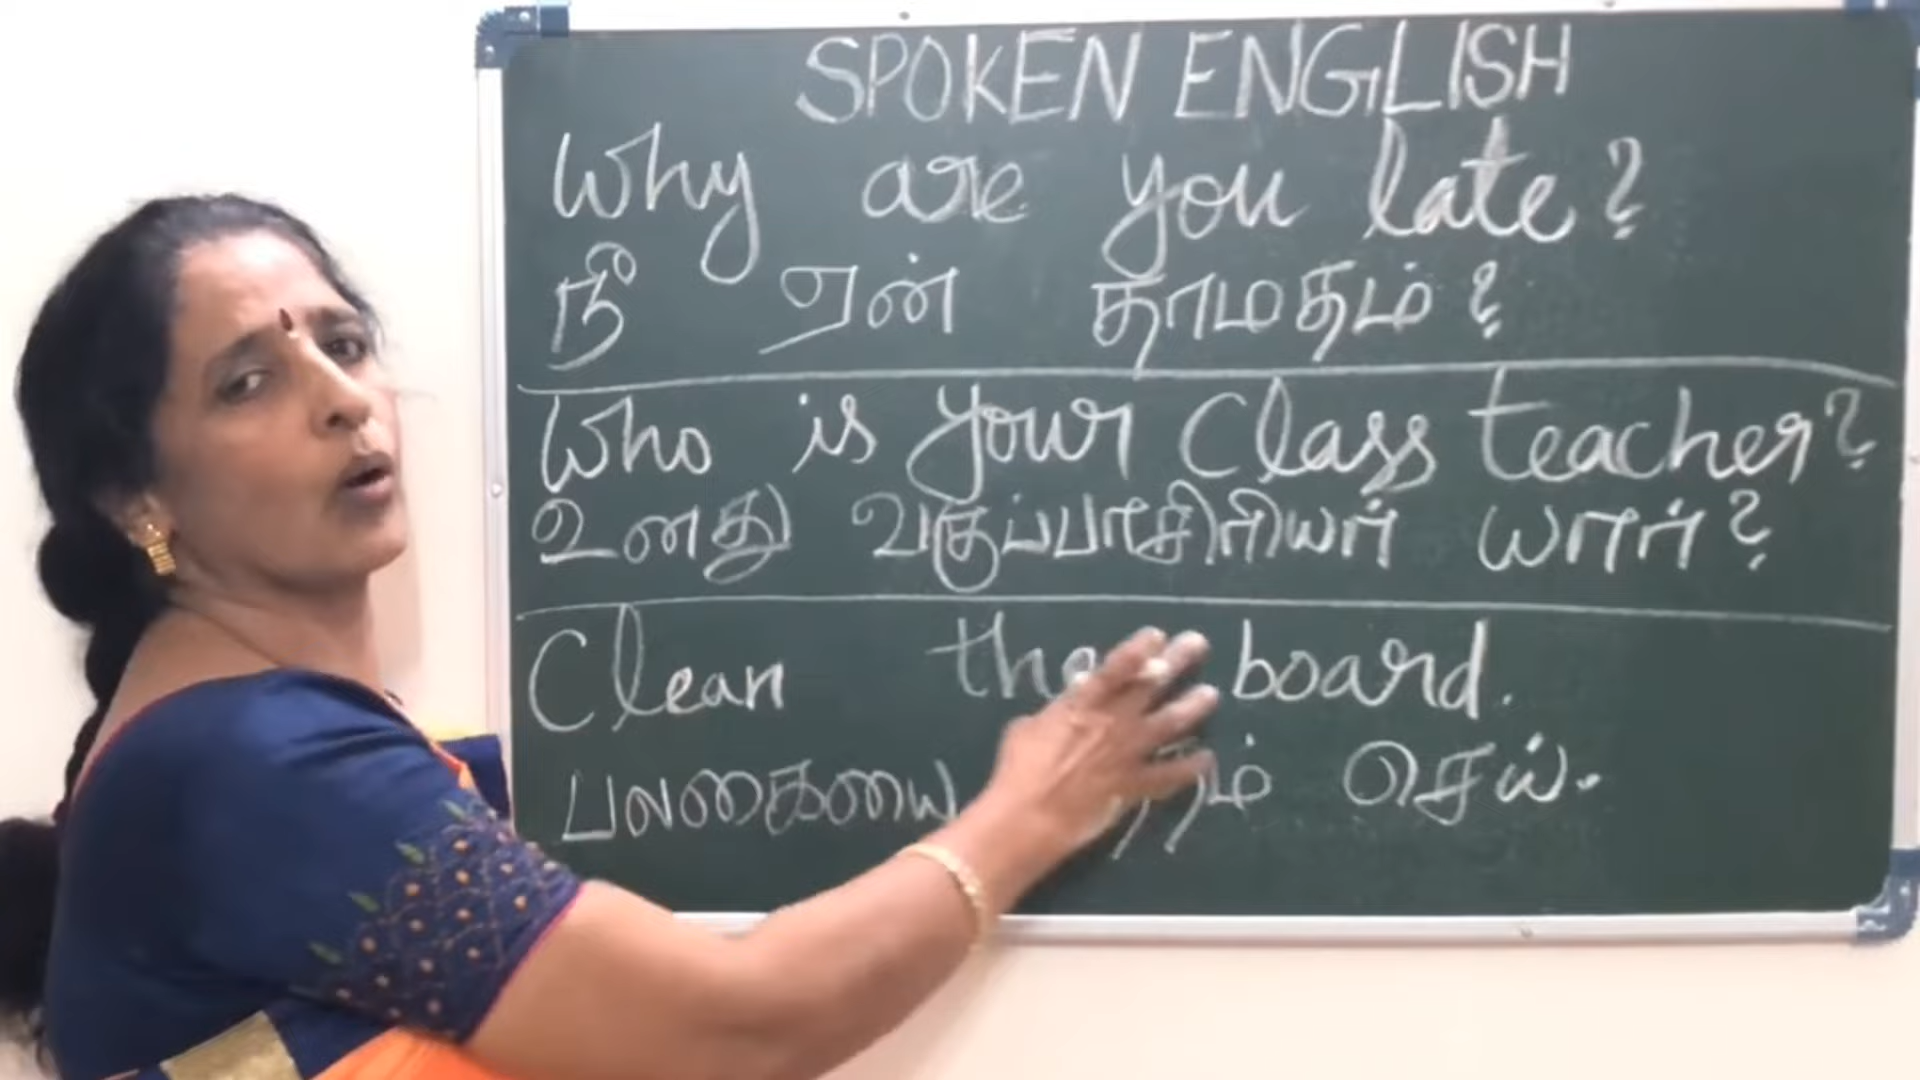 SPOKEN ENGLISH
Why are you late?
நீ ஏன் தாமதம்?
Who is your Class teacher?
உனது வகுப்பாசிரியர் யார்?
Clean the board.
பலகையை செய்.